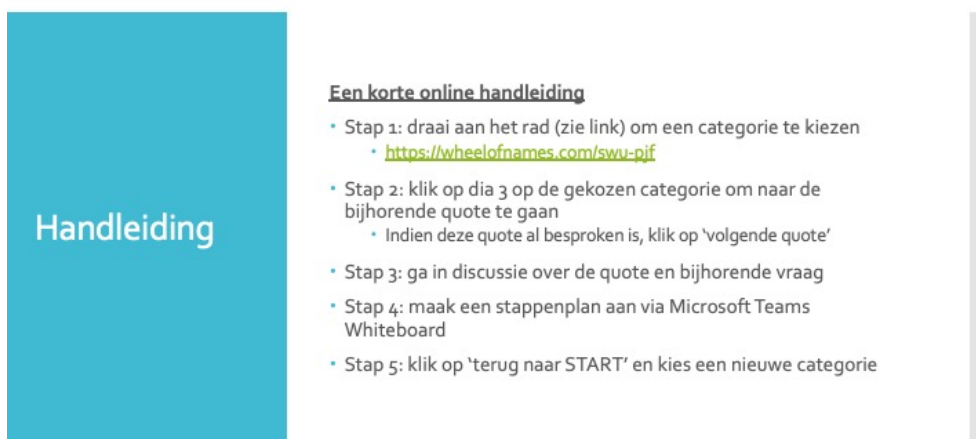 Handleiding
Een korte online handleiding
Stap 1: draai aan het rad (zie link) om een categorie te kiezen
https://wheelofnames.com/swu-pjf
Stap 2: klik op dia 3 op de gekozen categorie om naar de
bijhorende quote te gaan
Indien deze quote al besproken is, klik op ‘volgende quote’
Stap 3: ga in discussie over de quote en bijhorende vraag
Stap 4: maak een stappenplan aan via Microsoft Teams
Whiteboard
Stap 5: klik op ‘terug naar START’ en kies een nieuwe categorie